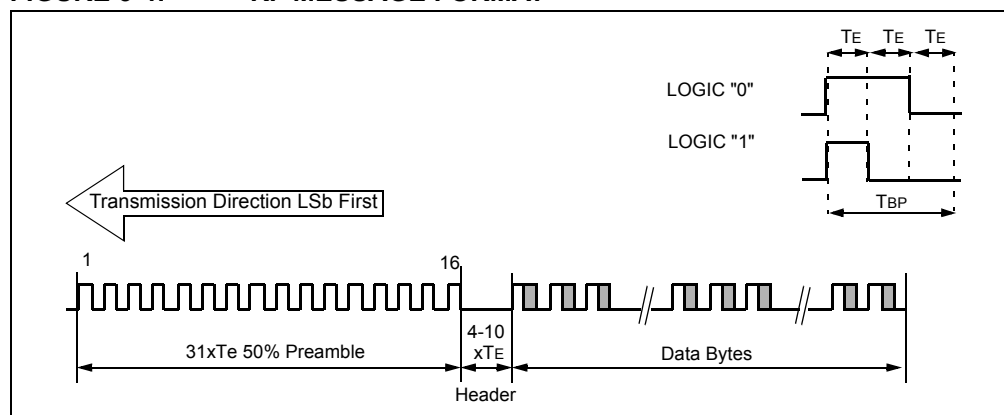 TE TE TE
LOGIC "0"
LOGIC "1"
TBP
Transmission Direction LSb First
1 16
4-10
xTE
31xTe 50% Preamble
Data Bytes
Header